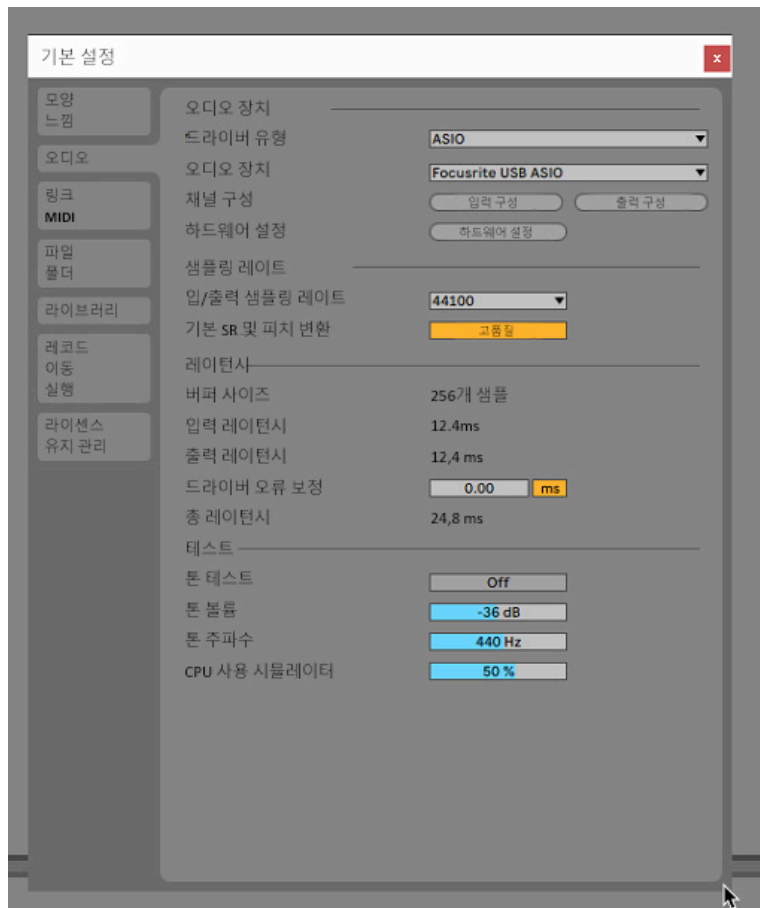 기본 설정
x
모양
느낌
오디오
링크
MIDI
파일
폴더
라이브러리
레코드
이동
실행
라이센스
유지 관리
오디오 장치
드라이버 유형 ASIO
오디오 장치 Focusrite USB ASIO
채널 구성 입력 구성 출력 구성
하드웨어 설정 하드웨어 설정
샘플링 레이트
입/출력 샘플링 레이트 44100
기본 SR 및 피치 변환 고품질
레이턴시
버퍼 사이즈 256개 샘플
입력 레이턴시 12.4ms
출력 레이턴시 12,4 ms
드라이버 오류 보정 0.00 ms
총 레이턴시 24,8 ms
테스트
톤 테스트 Off
톤 볼륨 -36 dB
톤 주파수 440 Hz
CPU 사용 시뮬레이터 50 %